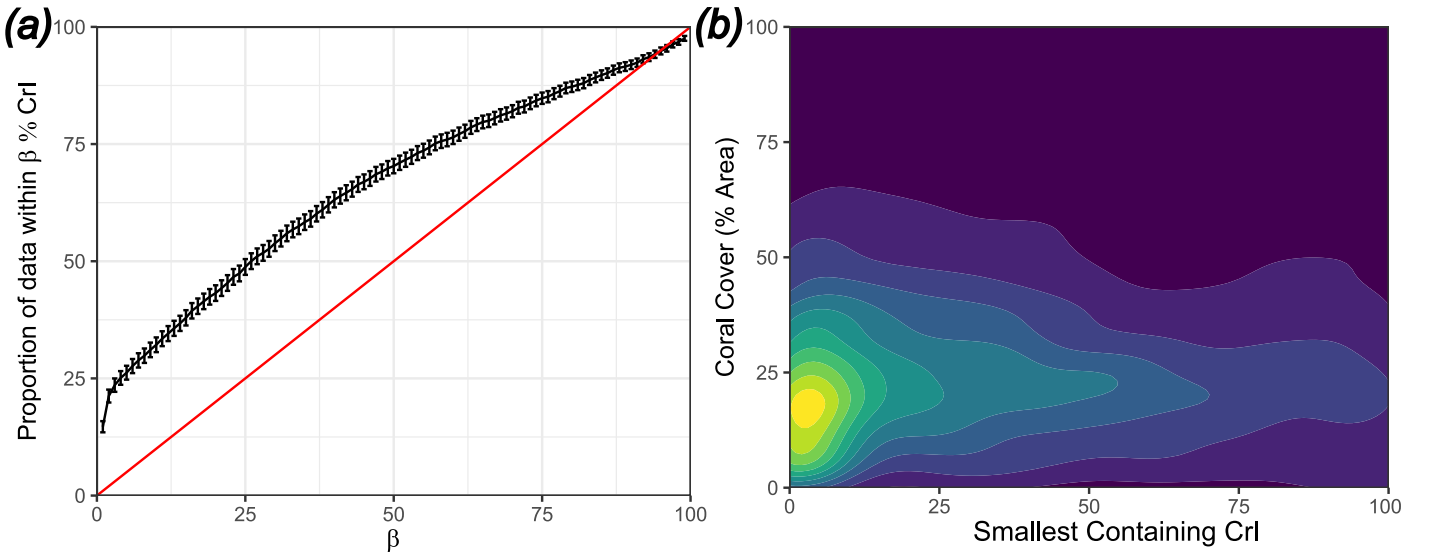 (a)
Proportion of data within β % CrI
100
75
50
25
0
0 25 50 75 100
β
(b)
Coral Cover (% Area)
100
75
50
25
0
0 25 50 75 100
Smallest Containing CrI